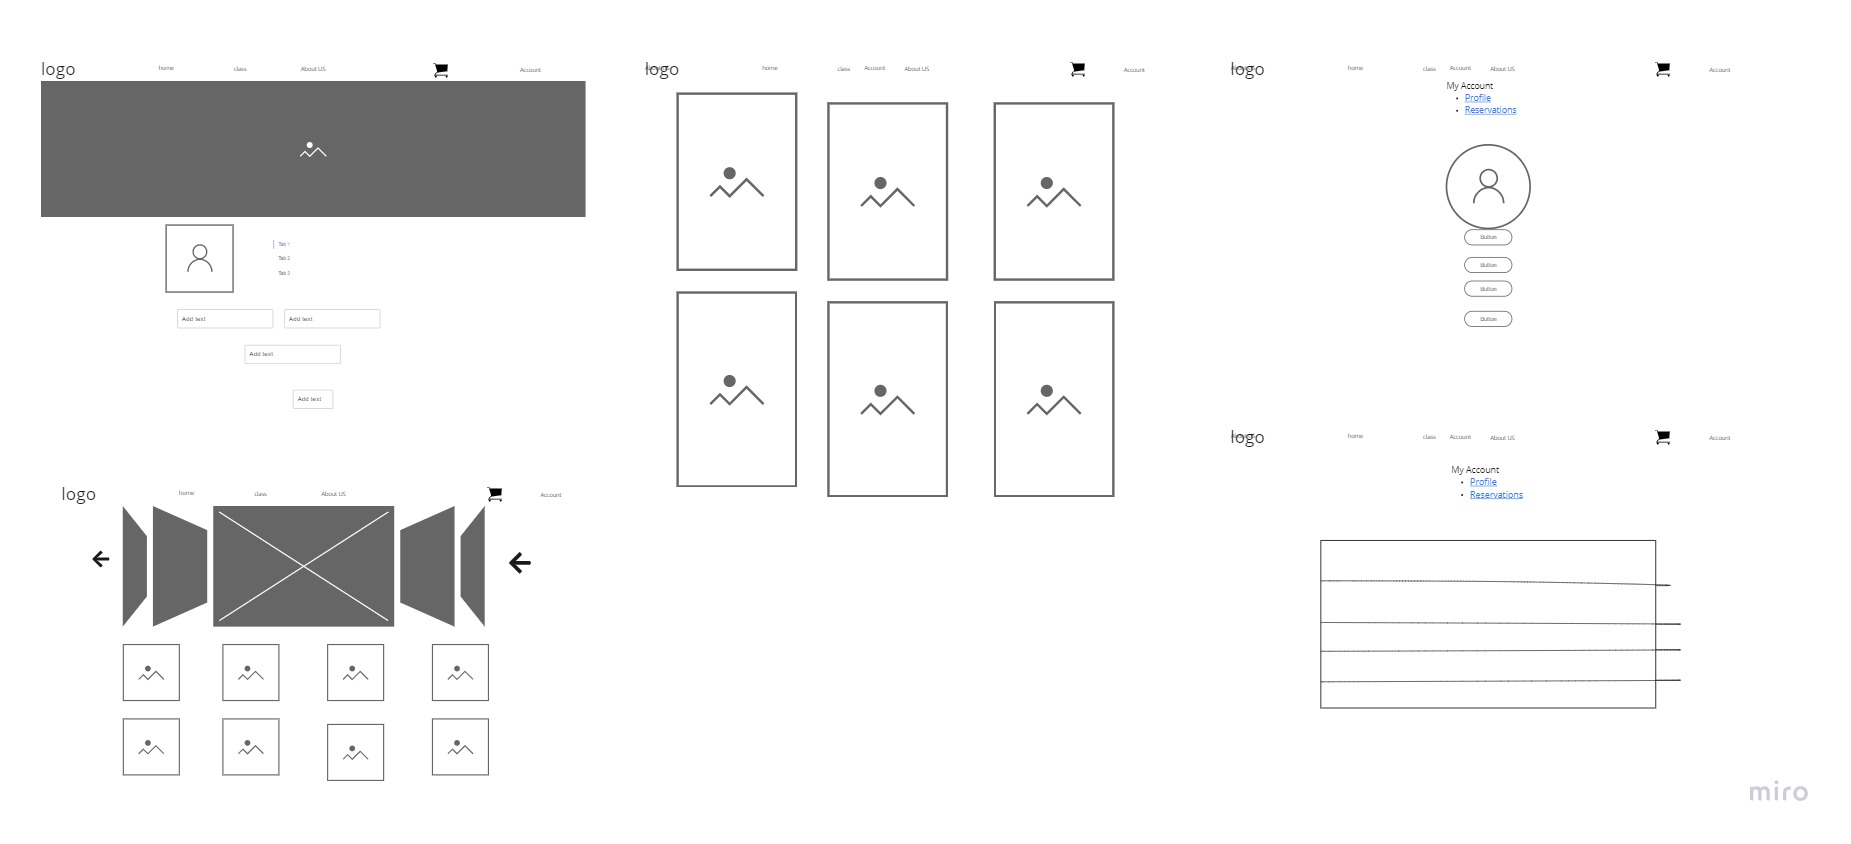 logo
home
class
About US
Account
Tab 1
Tab 2
Tab 3
Add text
Add text
Add text
Add text
logo
home
class
About US
Account
logo
home
class
Account
About US
Account
logo
home
class
Account
About US
Account
My Account
• Profile
• Reservations
Button
Button
Button
Button
logo
home
class
Account
About US
Account
My Account
• Profile
• Reservations
miro